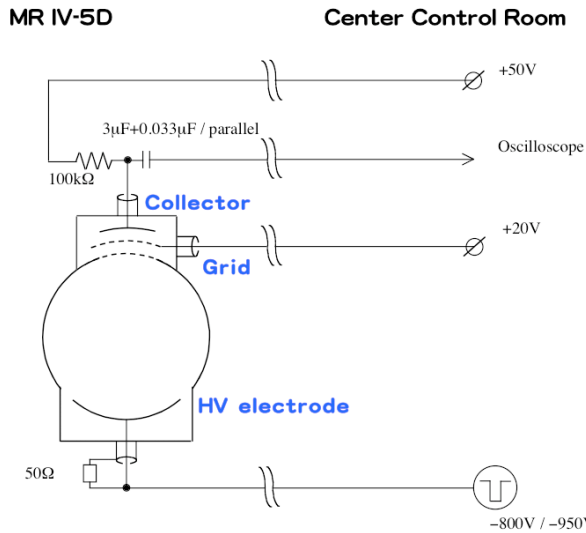 MR IV-5D
Center Control Room
+50V
3μF+0.033μF / parallel
Oscilloscope
100kΩ
Collector
+20V
Grid
HV electrode
50Ω
−800V / −950V